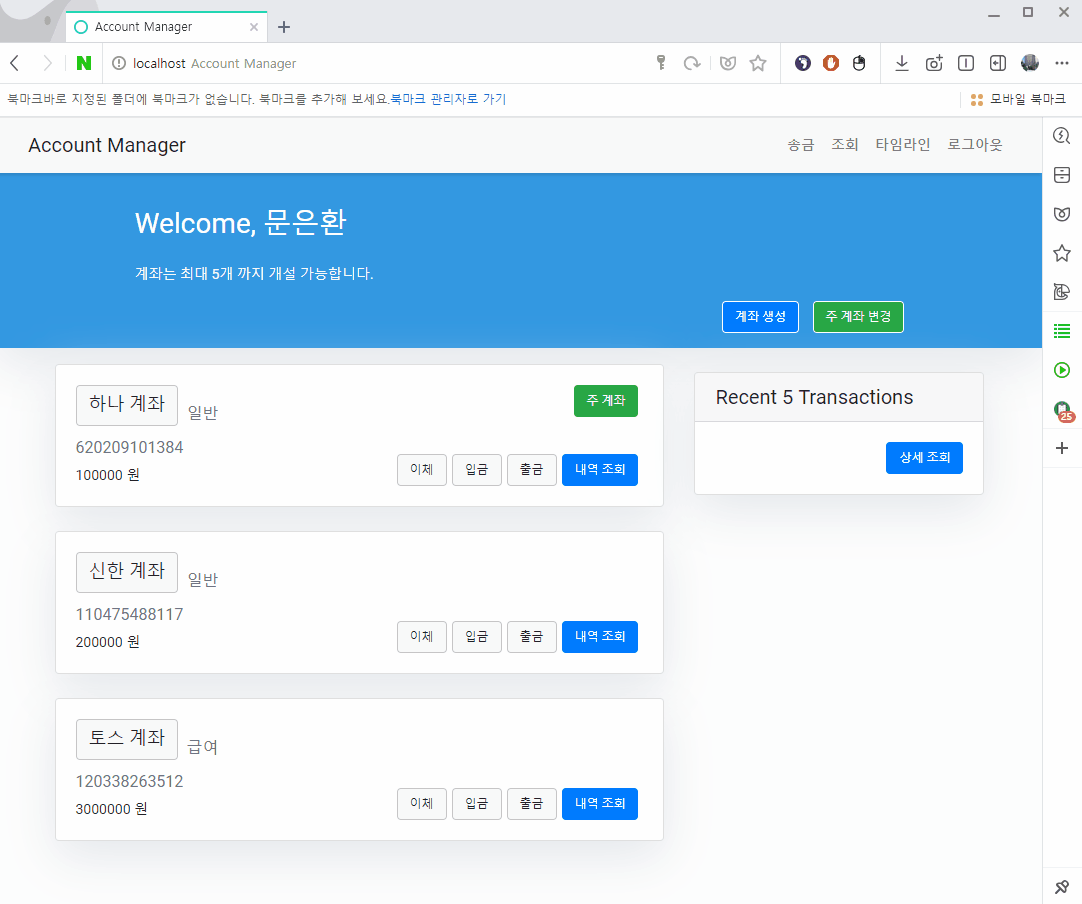 Account Manager
localhost Account Manager
북마크바로 지정된 폴더에 북마크가 없습니다. 북마크를 추가해 보세요.북마크 관리자로 가기
모바일 북마크
Account Manager
송금 조회 타임라인 로그아웃
Welcome, 문은환
계좌는 최대 5개 까지 개설 가능합니다.
계좌 생성 주 계좌 변경
하나 계좌 일반 주 계좌
620209101384
100000 원
이체 입금 출금 내역 조회
Recent 5 Transactions
상세 조회
신한 계좌 일반
110475488117
200000 원
이체 입금 출금 내역 조회
토스 계좌 급여
120338263512
3000000 원
이체 입금 출금 내역 조회
25